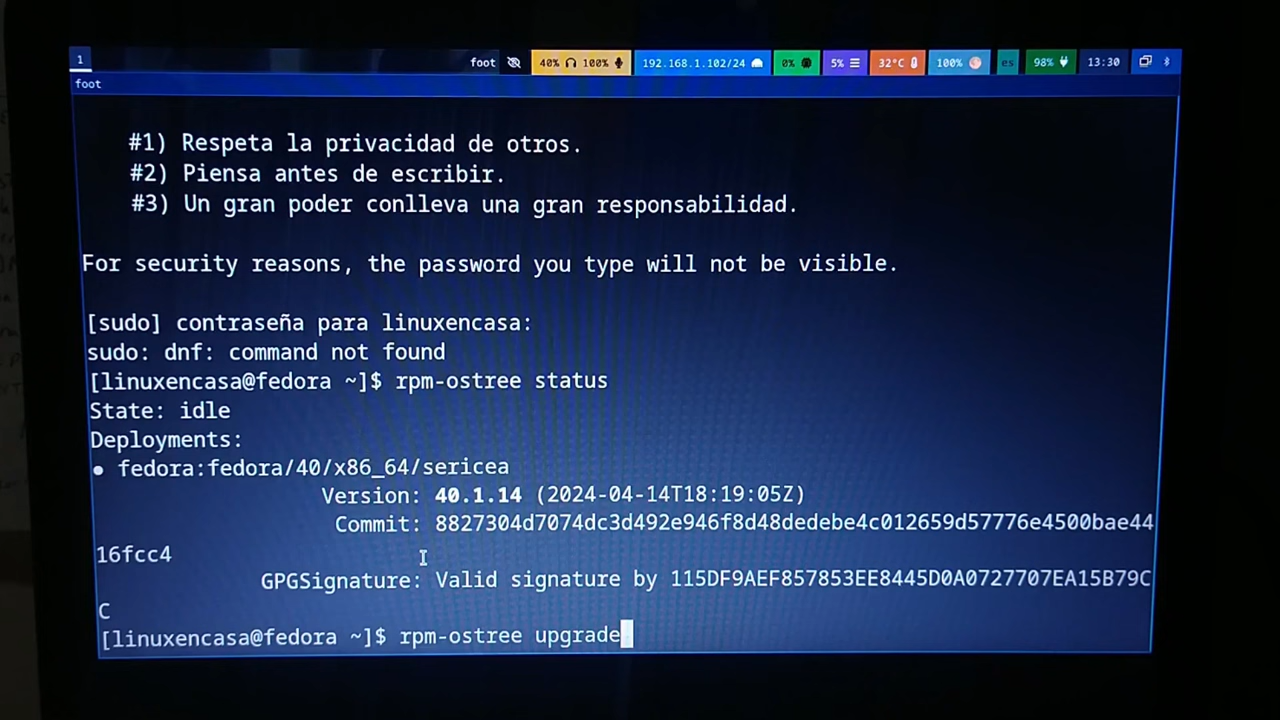 1 foot 40% 100% 192.168.1.102/24 0% 5% 32°C 100% es 98% 13:30
foot
#1) Respeta la privacidad de otros.
#2) Piensa antes de escribir.
#3) Un gran poder conlleva una gran responsabilidad.
For security reasons, the password you type will not be visible.
[sudo] contraseña para linuxencasa:
sudo: dnf: command not found
[linuxencasa@fedora ~]$ rpm-ostree status
State: idle
Deployments:
● fedora:fedora/40/x86_64/sericea
Version: 40.1.14 (2024-04-14T18:19:05Z)
Commit: 8827304d7074dc3d492e946f8d48dedebe4c012659d57776e4500bae44
16fcc4
GPGSignature: Valid signature by 115DF9AEF857853EE8445D0A0727707EA15B79C
C
[linuxencasa@fedora ~]$ rpm-ostree upgrade